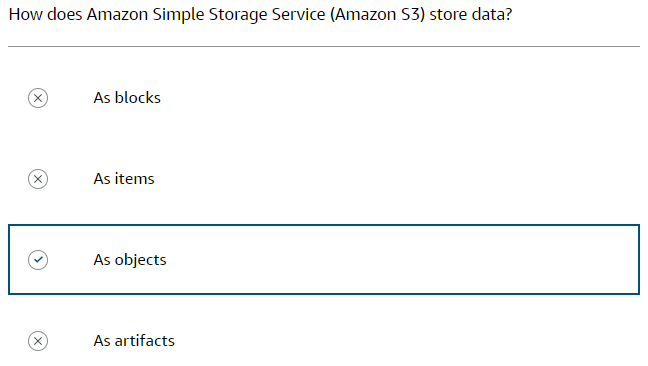 How does Amazon Simple Storage Service (Amazon S3) store data?
As blocks
As items
As objects
As artifacts